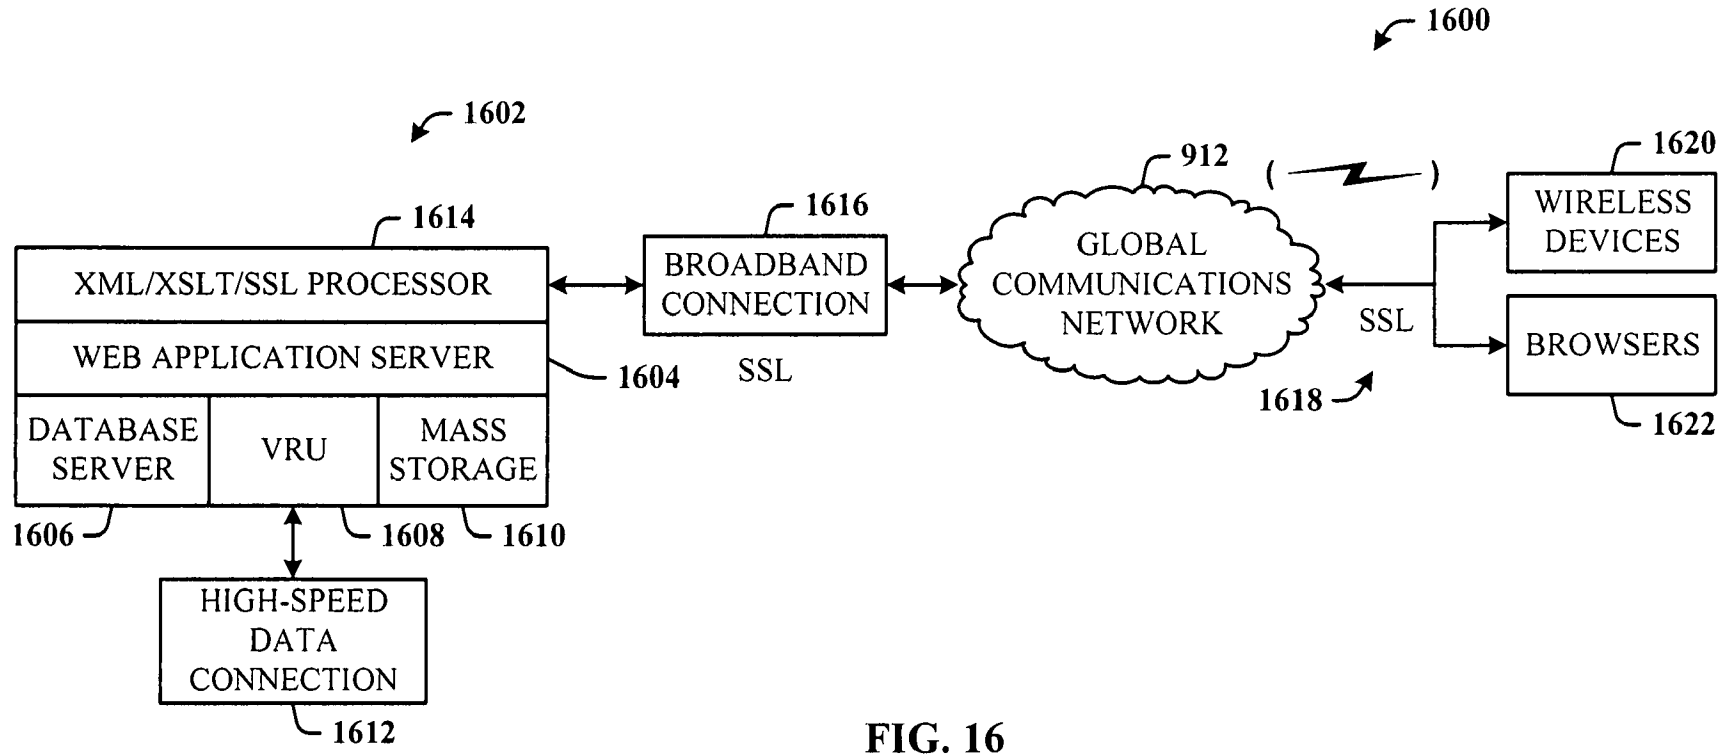 1600
1602
912
( )
1620
WIRELESS
DEVICES
1616
BROADBAND
CONNECTION
SSL
GLOBAL
COMMUNICATIONS
NETWORK
SSL
1618
BROWSERS
1622
1614
XML/XSLT/SSL PROCESSOR
WEB APPLICATION SERVER
1604
DATABASE
SERVER
VRU
MASS
STORAGE
1606
1608
1610
HIGH-SPEED
DATA
CONNECTION
1612
FIG. 16